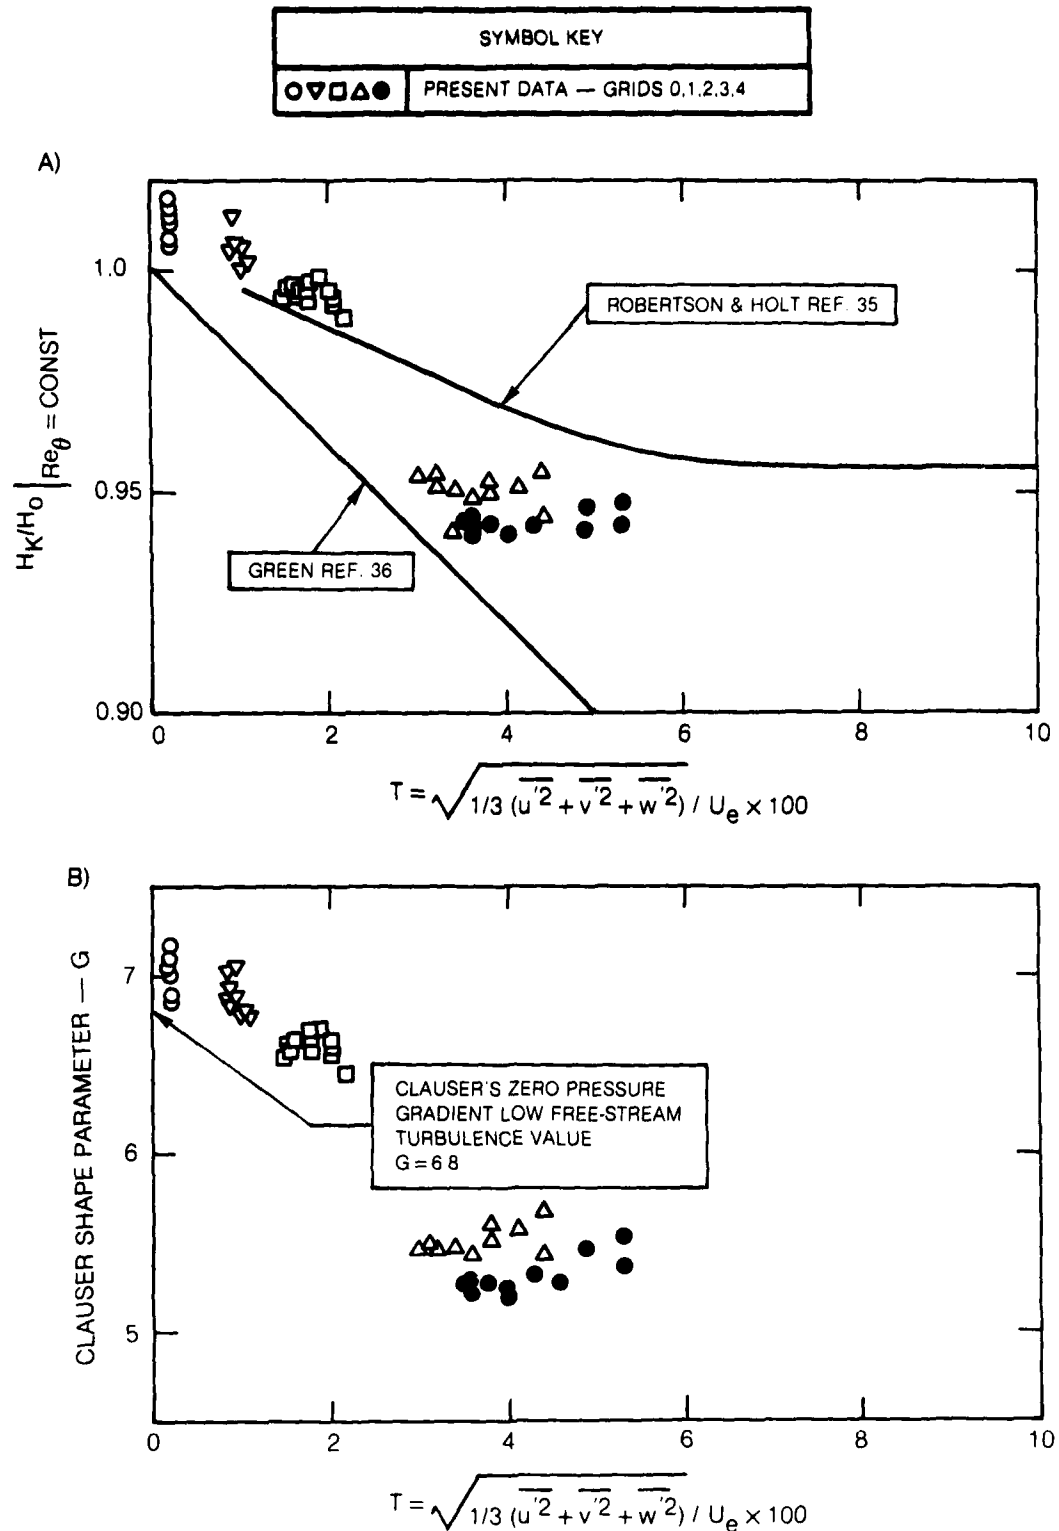 SYMBOL KEY
○▽□△● PRESENT DATA — GRIDS 0,1,2,3,4
A)
1.0
0.95
0.90
H_K/H_o|Re_θ = CONST
ROBERTSON & HOLT REF. 35
GREEN REF. 36
0 2 4 6 8 10
T = √1/3 (u'² + v'² + w'²) / U_e × 100
B)
7
6
5
CLAUSER SHAPE PARAMETER — G
CLAUSER'S ZERO PRESSURE
GRADIENT LOW FREE-STREAM
TURBULENCE VALUE
G = 6 8
0 2 4 6 8 10
T = √1/3 (u'² + v'² + w'²) / U_e × 100